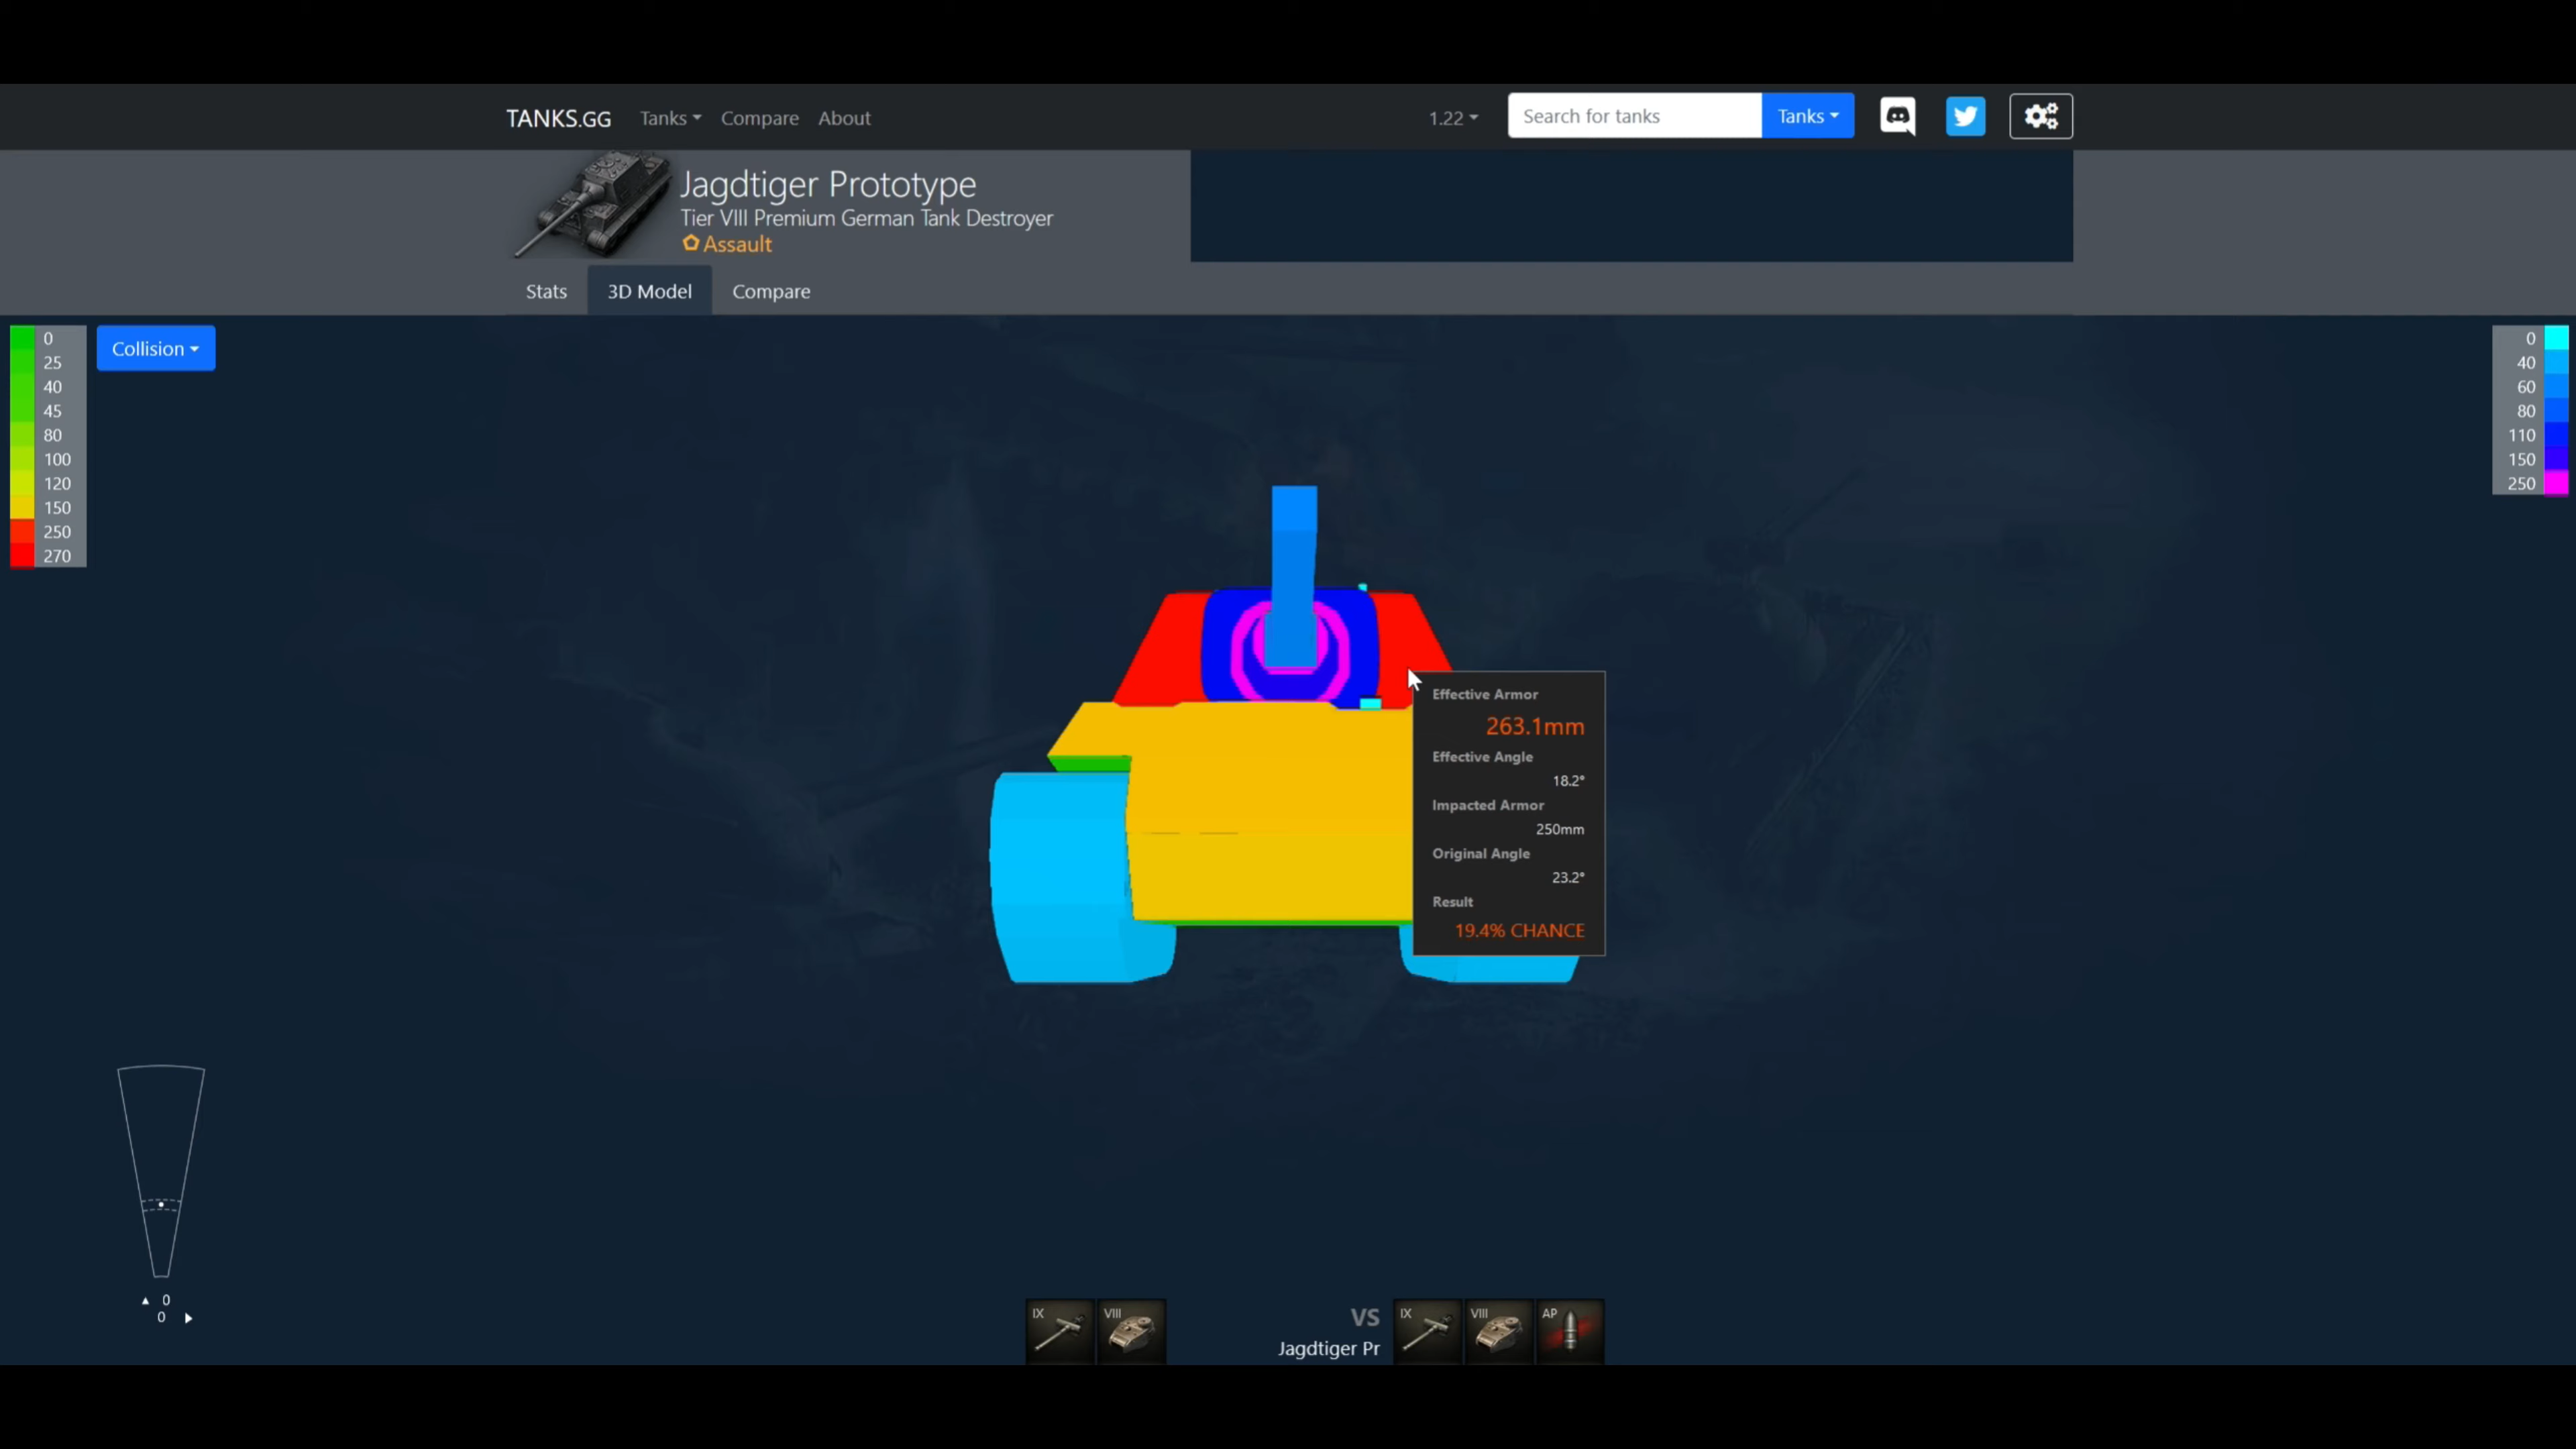 TANKS.GG Tanks Compare About 1.22 Search for tanks Tanks
Jagdtiger Prototype
Tier VIII Premium German Tank Destroyer
Assault
Stats 3D Model Compare
Collision
0
25
40
45
80
100
120
150
250
270
0
40
60
80
110
150
250
Effective Armor
263.1mm
Effective Angle
18.2°
Impacted Armor
250mm
Original Angle
23.2°
Result
19.4% CHANCE
0
0
IX VIII
VS
Jagdtiger Pr
IX VIII AP